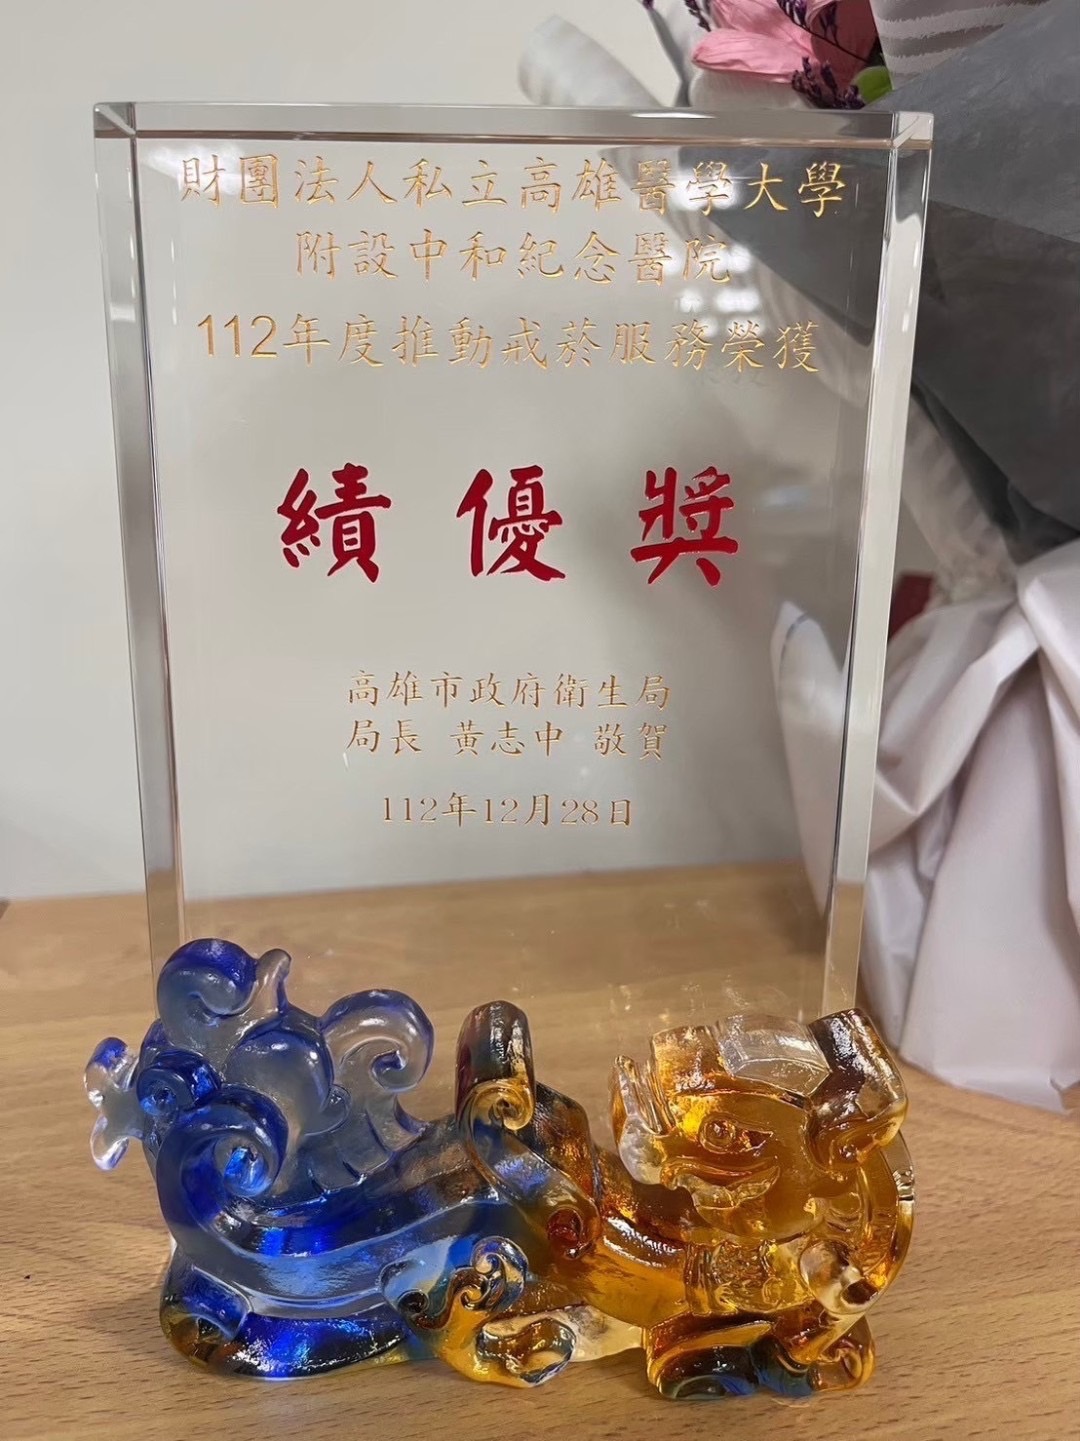 財團法人私立高雄醫學大學
附設中和紀念醫院
112年度推動戒菸服務榮獲
績優獎
高雄市政府衛生局
局長 黃志中 敬賀
112年12月28日